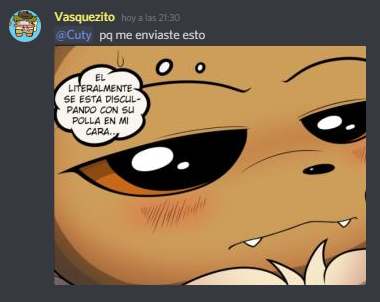 Vasquezito hoy a las 21:30
@Cuty pq me enviaste esto
EL
LITERALMENTE
SE ESTA DISCUL-
PANDO CON SU
POLLA EN MI
CARA...